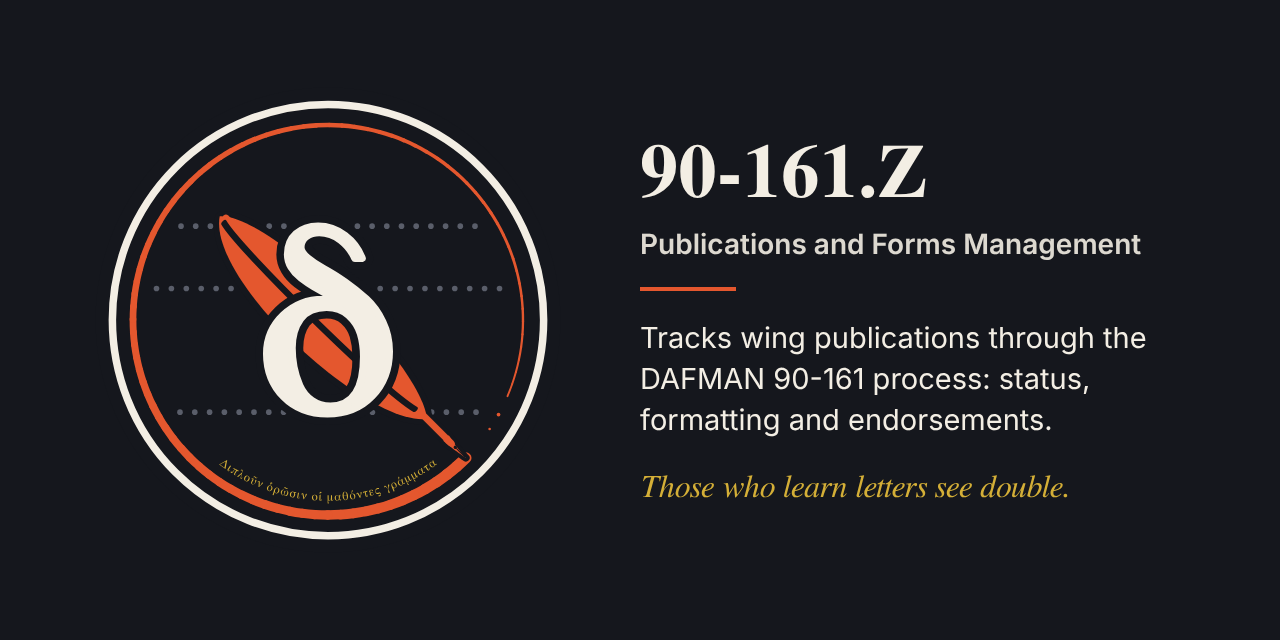 δ
Διπλοῦν ὁρῶσιν οἱ μαθόντες γράμματα
90-161.Z
Publications and Forms Management
Tracks wing publications through the
DAFMAN 90-161 process: status,
formatting and endorsements.
Those who learn letters see double.